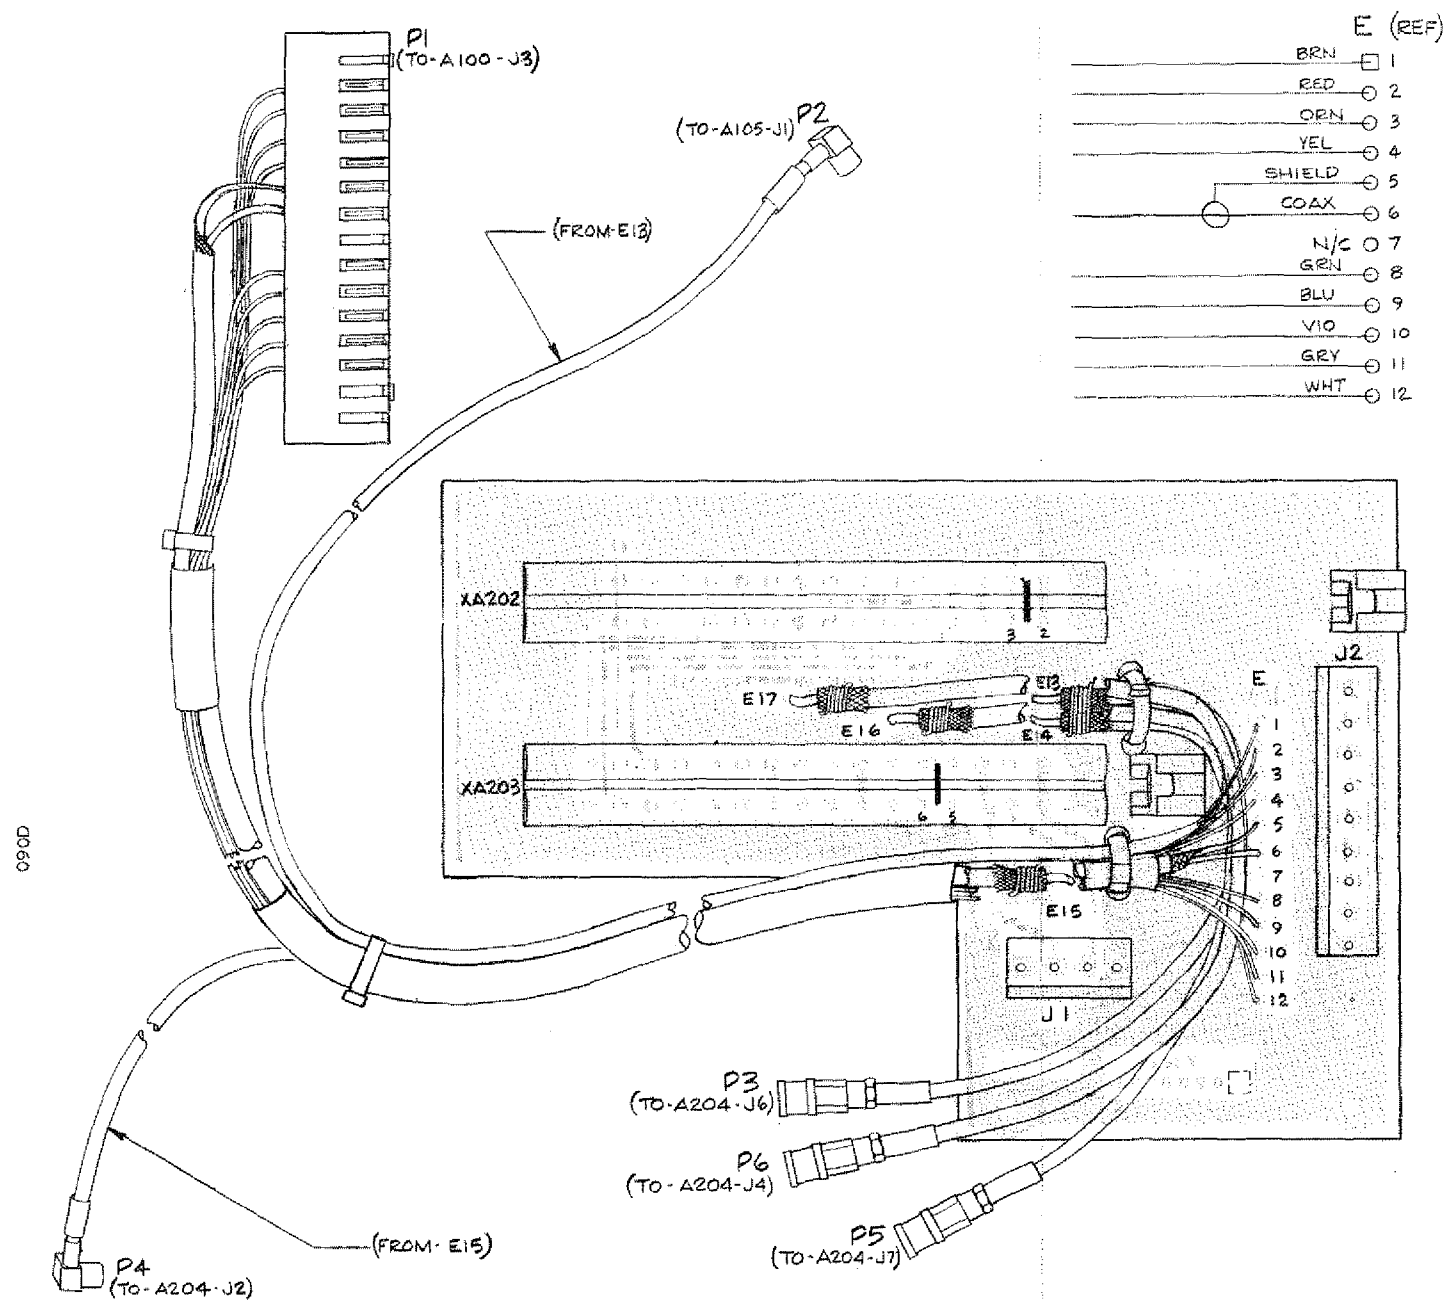 E (REF)
BRN 1
RED 2
ORN 3
YEL 4
SHIELD 5
COAX 6
N/C 7
GRN 8
BLU 9
VIO 10
GRY 11
WHT 12
P1
(TO-A100-J3)
P2
(TO-A105-J1)
(FROM-E13)
XA202
3 2
J2
E
E17
E13
E16
E14
1
2
3
4
5
6
7
8
9
10
11
12
XA203
6 5
E15
J1
090D
P3
(TO-A204-J6)
P6
(TO-A204-J4)
P5
(TO-A204-J7)
(FROM-E15)
P4
(TO-A204-J2)